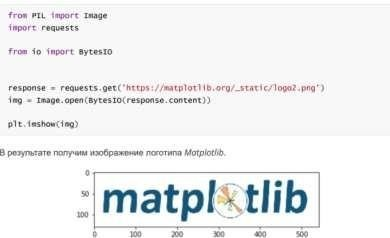 from PIL import Image
import requests
from io import BytesIO
response = requests.get('https://matplotlib.org/_static/logo2.png')
img = Image.open(BytesIO(response.content))
plt.imshow(img)
В результате получим изображение логотипа Matplotlib.
0
50
100
matplotlib
0 100 200 300 400 500